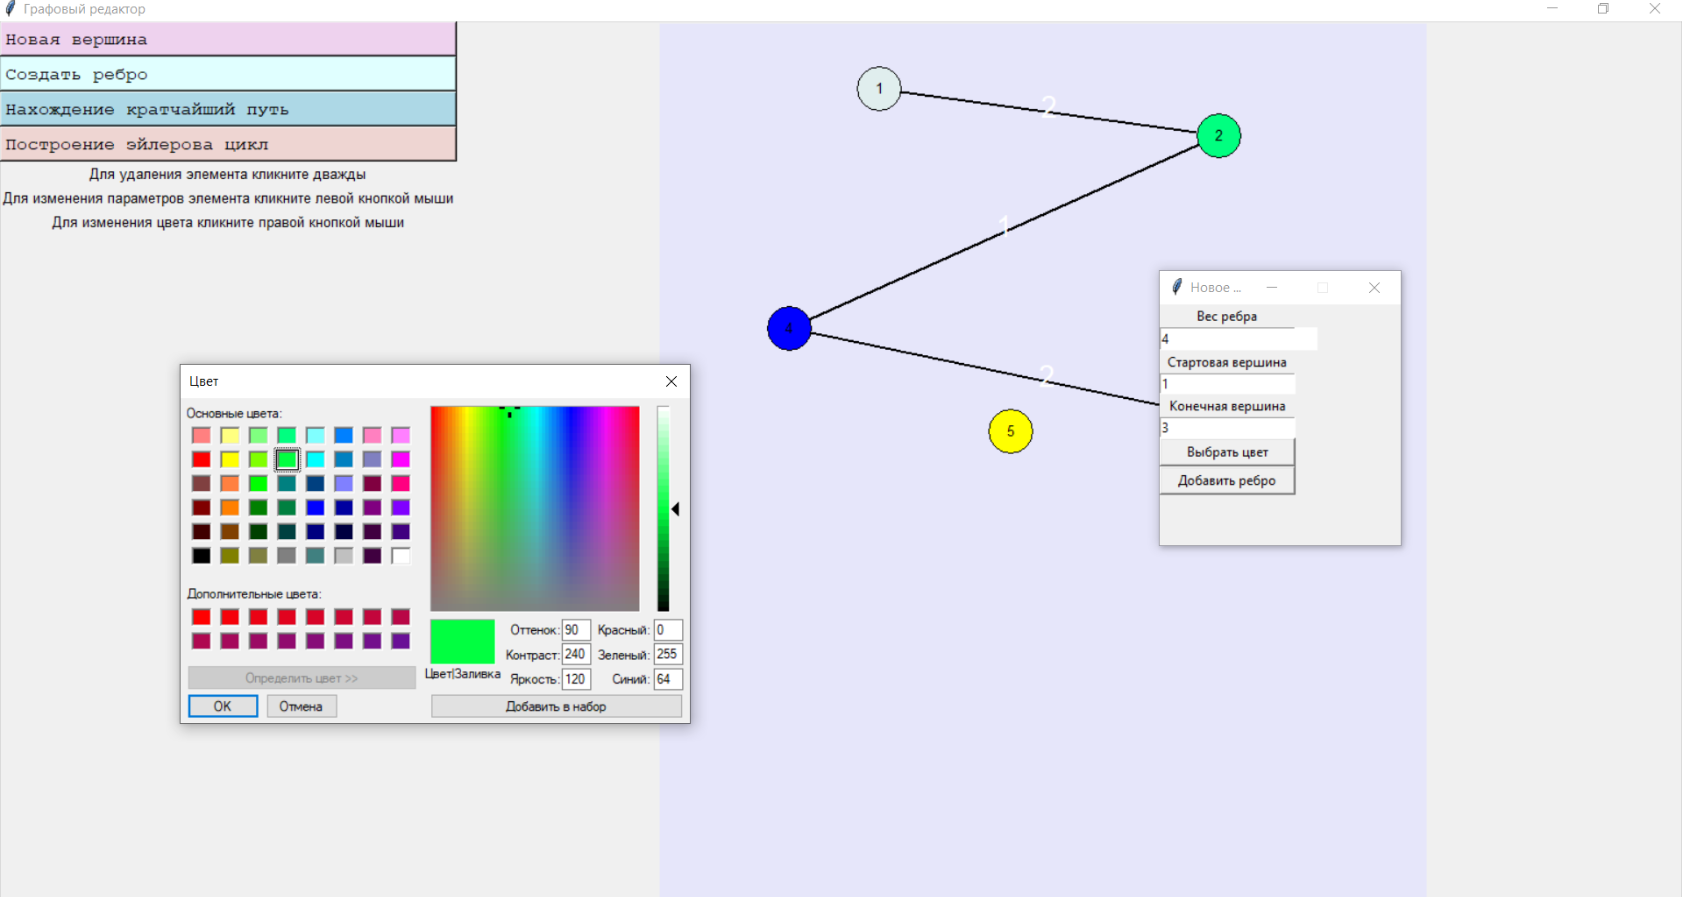 Графовый редактор
Новая вершина
Создать ребро
Нахождение кратчайший путь
Построение эйлерова цикл
Для удаления элемента кликните дважды
Для изменения параметров элемента кликните левой кнопкой мыши
Для изменения цвета кликните правой кнопкой мыши
1
2
2
1
4
2
5
Новое ...
Вес ребра
4
Стартовая вершина
1
Конечная вершина
3
Выбрать цвет
Добавить ребро
Цвет
Основные цвета:
Дополнительные цвета:
Определить цвет >>
OK
Отмена
Цвет|Заливка
Оттенок: 90
Красный: 0
Контраст: 240
Зеленый: 255
Яркость: 120
Синий: 64
Добавить в набор